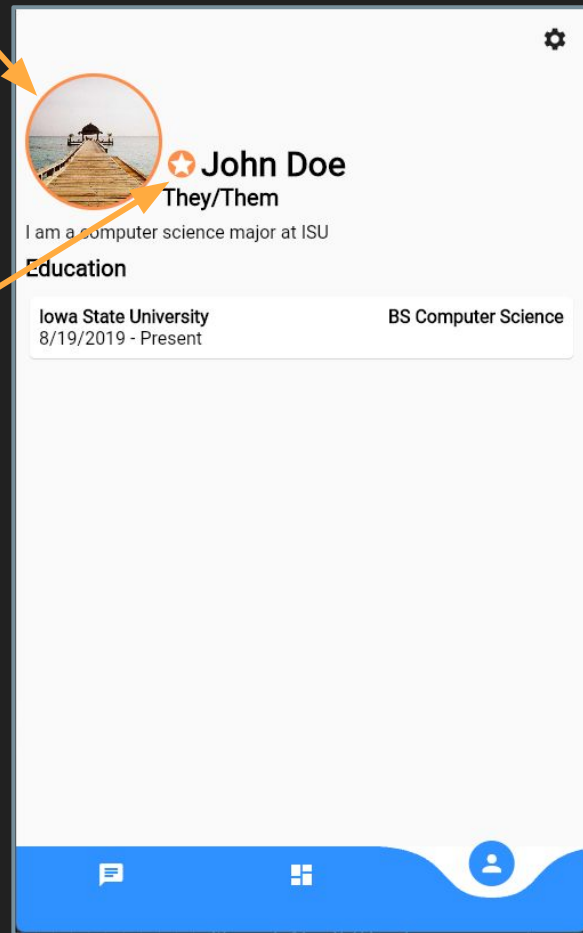 John Doe
They/Them
I am a computer science major at ISU
Education
Iowa State University BS Computer Science
8/19/2019 - Present